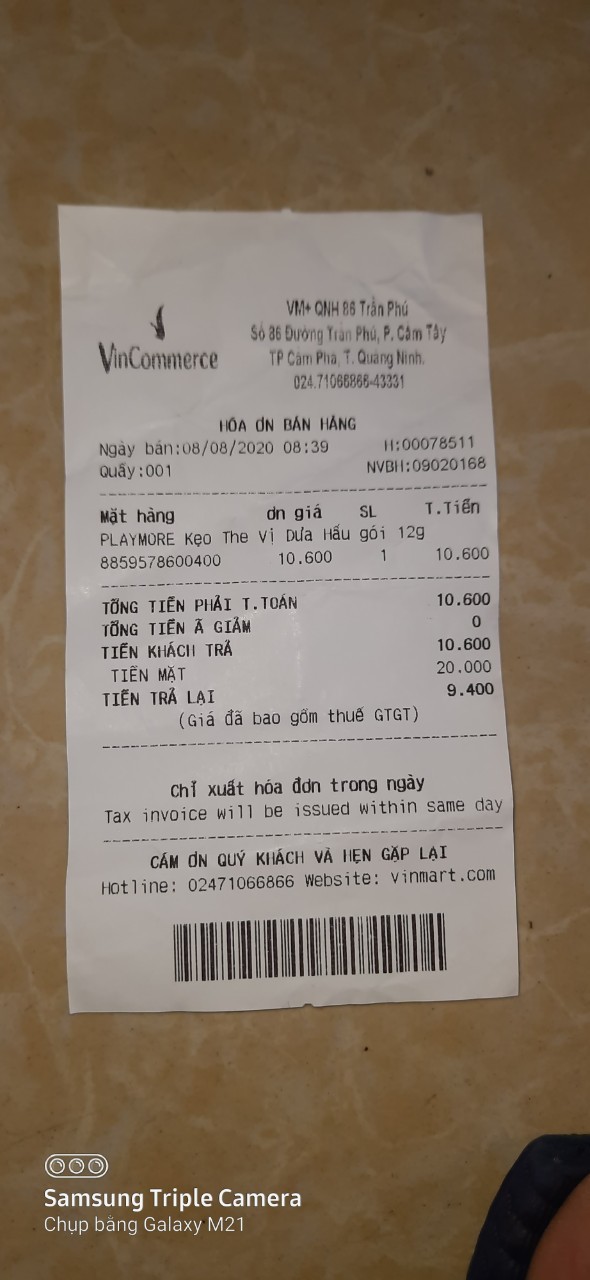 VinCommerce
VM+ QNH 86 Trần Phú
Số 86 Đường Trần Phú, P. Cẩm Tây
TP Cẩm Phả, T. Quảng Ninh.
024.71066866-43331
HÓA ƠN BÁN HÀNG
Ngày bán:08/08/2020 08:39 H:00078511
Quầy:001 NVBH:09020168
Mặt hàng ơn giá SL T.Tiền
PLAYMORE Kẹo The Vị Dưa Hấu gói 12g
8859578600400 10.600 1 10.600
TỔNG TIỀN PHẢI T.TOÁN 10.600
TỔNG TIỀN Ã GIẢM 0
TIỀN KHÁCH TRẢ 10.600
TIỀN MẶT 20.000
TIỀN TRẢ LẠI 9.400
(Giá đã bao gồm thuế GTGT)
Chỉ xuất hóa đơn trong ngày
Tax invoice will be issued within same day
CẢM ƠN QUÝ KHÁCH VÀ HẸN GẶP LẠI
Hotline: 02471066866 Website: vinmart.com
Samsung Triple Camera
Chụp bằng Galaxy M21